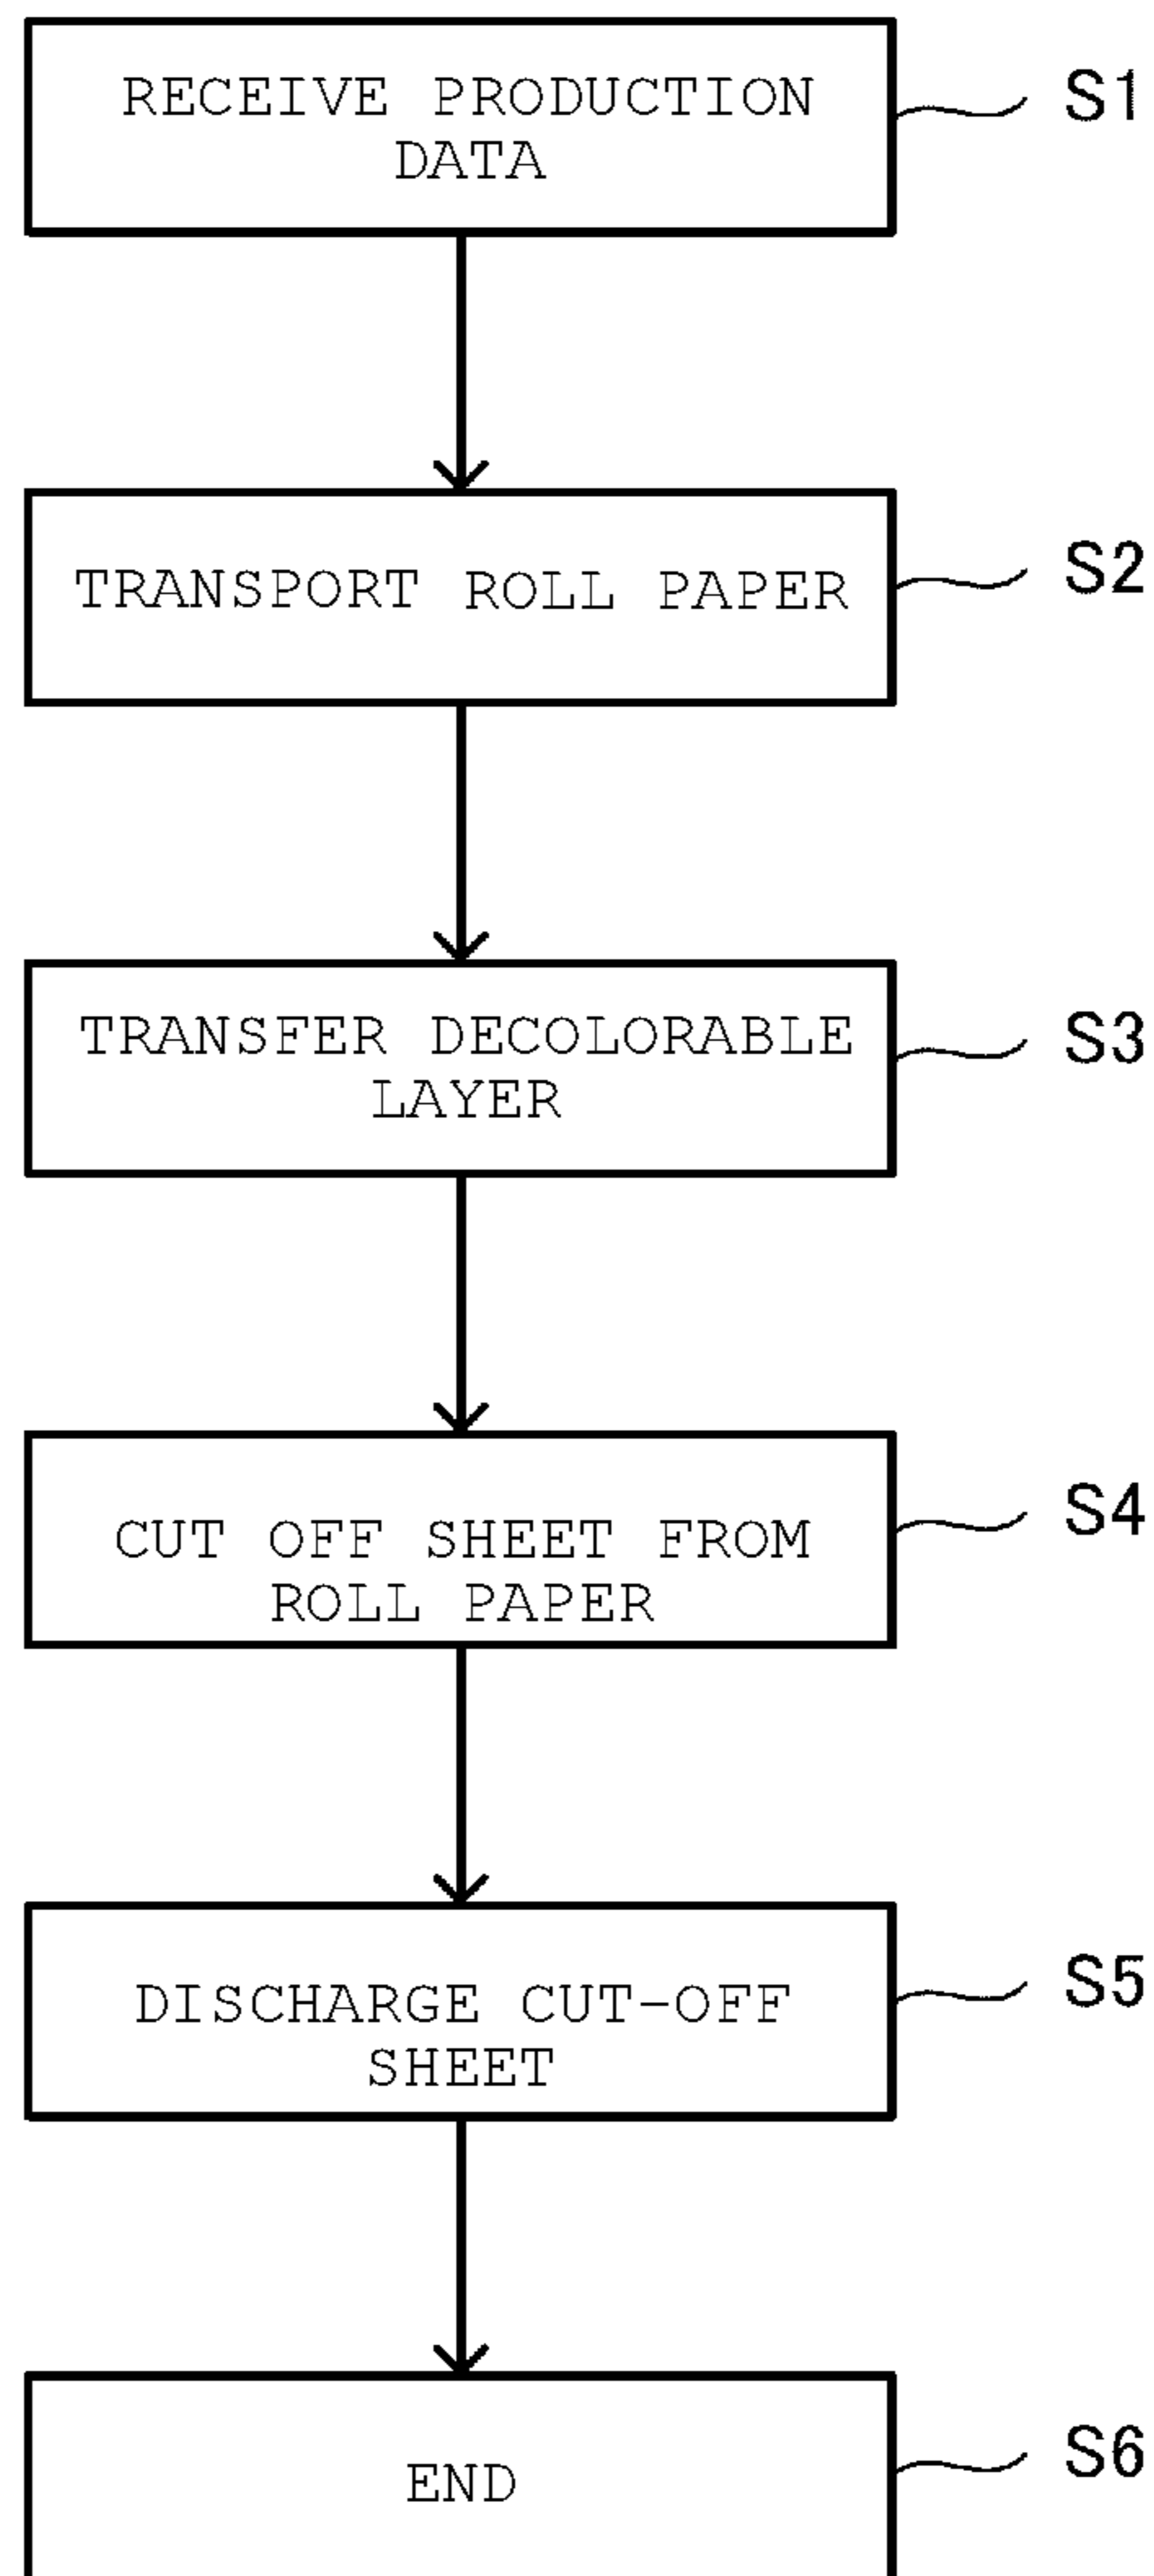 RECEIVE PRODUCTION
DATA
S1
TRANSPORT ROLL PAPER
S2
TRANSFER DECOLORABLE
LAYER
S3
CUT OFF SHEET FROM
ROLL PAPER
S4
DISCHARGE CUT-OFF
SHEET
S5
END
S6